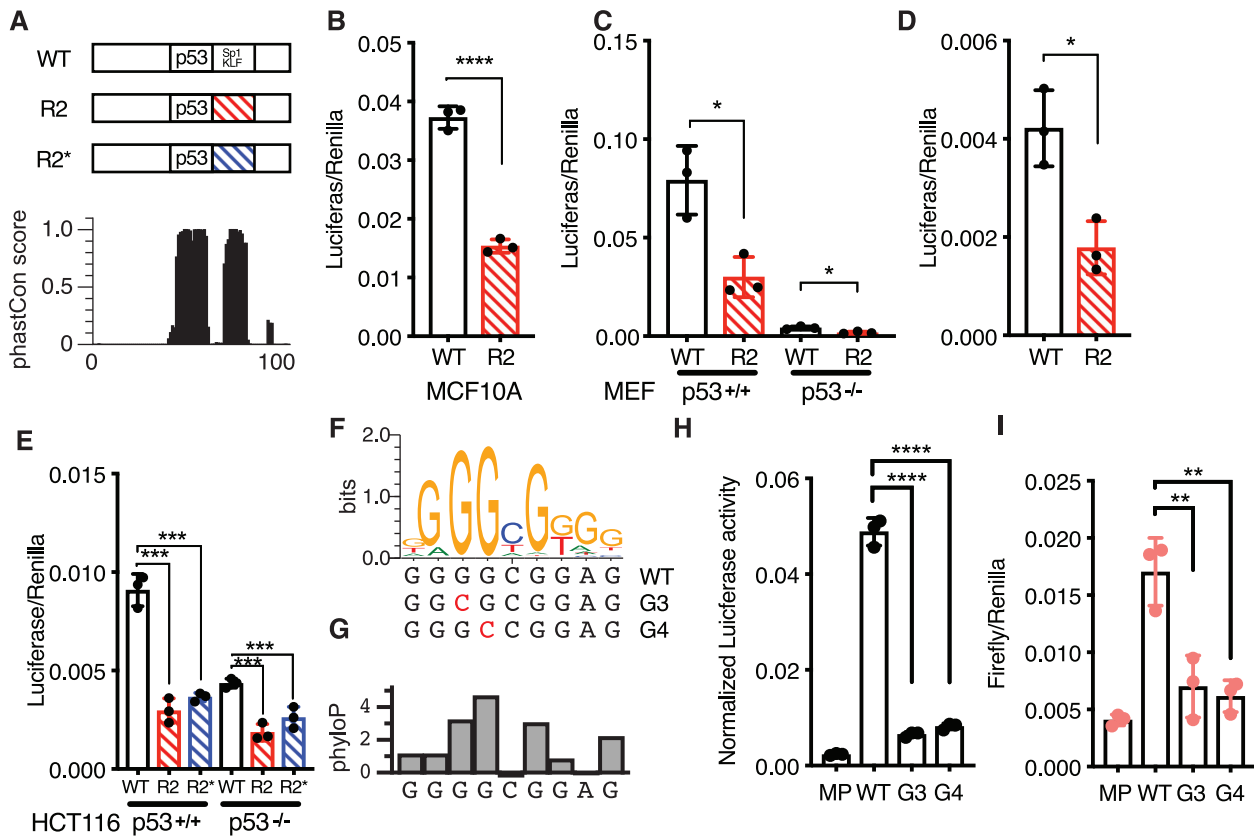 A
WT
p53
Sp1
KLF
R2
p53
R2*
p53
phastCon score
1.0
0.5
0
0
100
B
Luciferas/Renilla
0.05
0.04
0.03
0.02
0.01
0.00
****
WT R2
MCF10A
C
Luciferas/Renilla
0.15
0.10
0.05
0.00
*
*
WT R2 WT R2
MEF p53+/+ p53-/-
D
Luciferas/Renilla
0.006
0.004
0.002
0.000
*
WT R2
E
Luciferase/Renilla
0.015
0.010
0.005
0.000
***
***
***
***
WT R2 R2* WT R2 R2*
HCT116 p53+/+ p53-/-
F
bits
2.0
1.0
0.0
G G G G C G G A G WT
G G C G C G G A G G3
G G G C C G G A G G4
G
phyloP
4
2
0
G G G G C G G A G
H
Normalized Luciferase activity
0.06
0.04
0.02
0.00
****
****
MP WT G3 G4
I
Firefly/Renilla
0.025
0.020
0.015
0.010
0.005
0.000
**
**
MP WT G3 G4